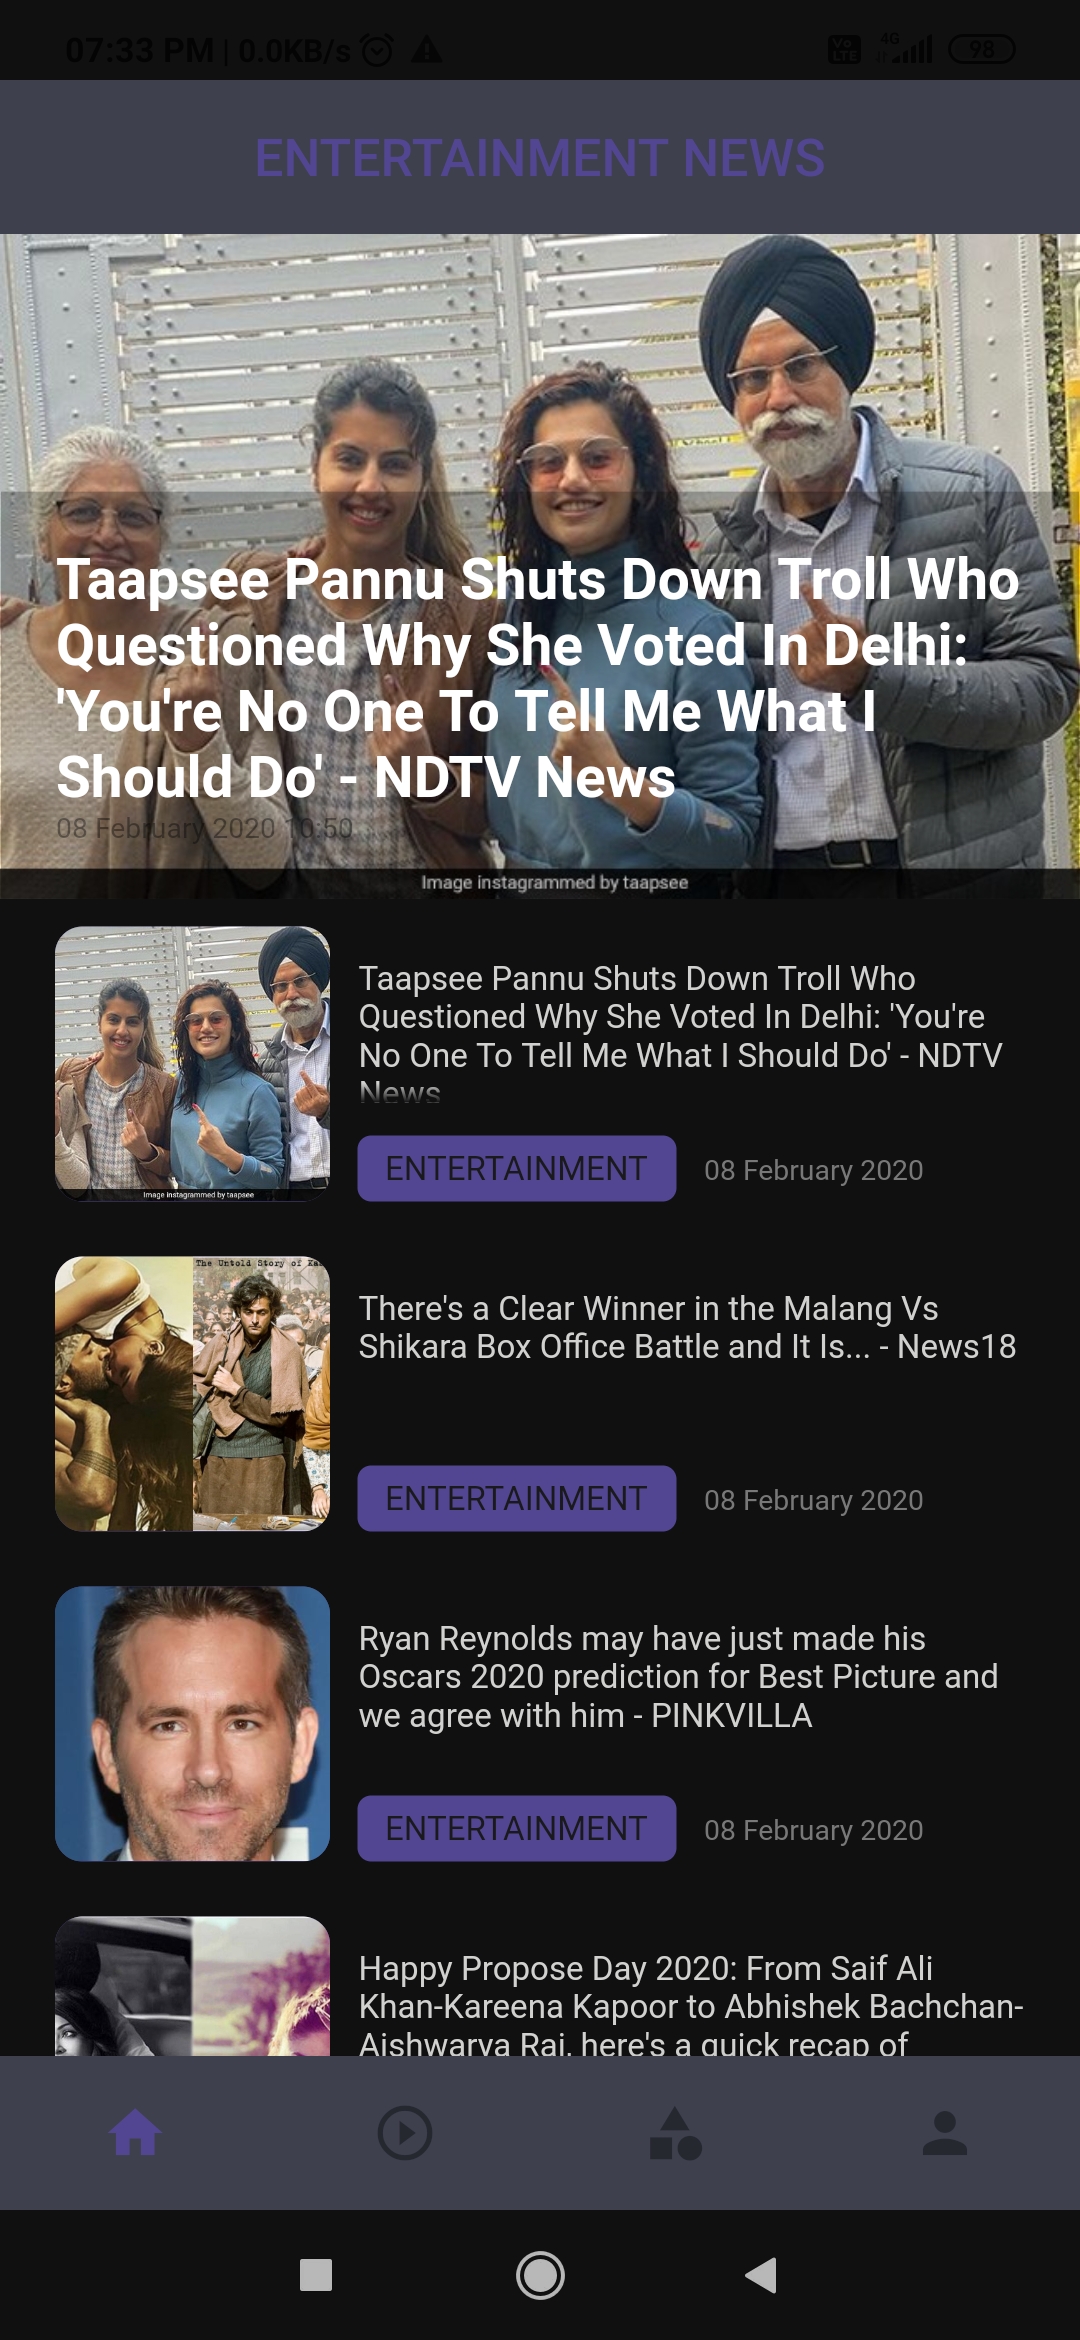 07:33 PM | 0.0KB/s
Vo LTE 4G 98
ENTERTAINMENT NEWS
Taapsee Pannu Shuts Down Troll Who
Questioned Why She Voted In Delhi:
'You're No One To Tell Me What I
Should Do' - NDTV News
08 February 2020 10:50
Image instagrammed by taapsee
Taapsee Pannu Shuts Down Troll Who
Questioned Why She Voted In Delhi: 'You're
No One To Tell Me What I Should Do' - NDTV
News
Image instagrammed by taapsee
ENTERTAINMENT 08 February 2020
The Untold Story of
There's a Clear Winner in the Malang Vs
Shikara Box Office Battle and It Is... - News18
ENTERTAINMENT 08 February 2020
Ryan Reynolds may have just made his
Oscars 2020 prediction for Best Picture and
we agree with him - PINKVILLA
ENTERTAINMENT 08 February 2020
Happy Propose Day 2020: From Saif Ali
Khan-Kareena Kapoor to Abhishek Bachchan-
Aishwarya Rai, here's a quick recap of